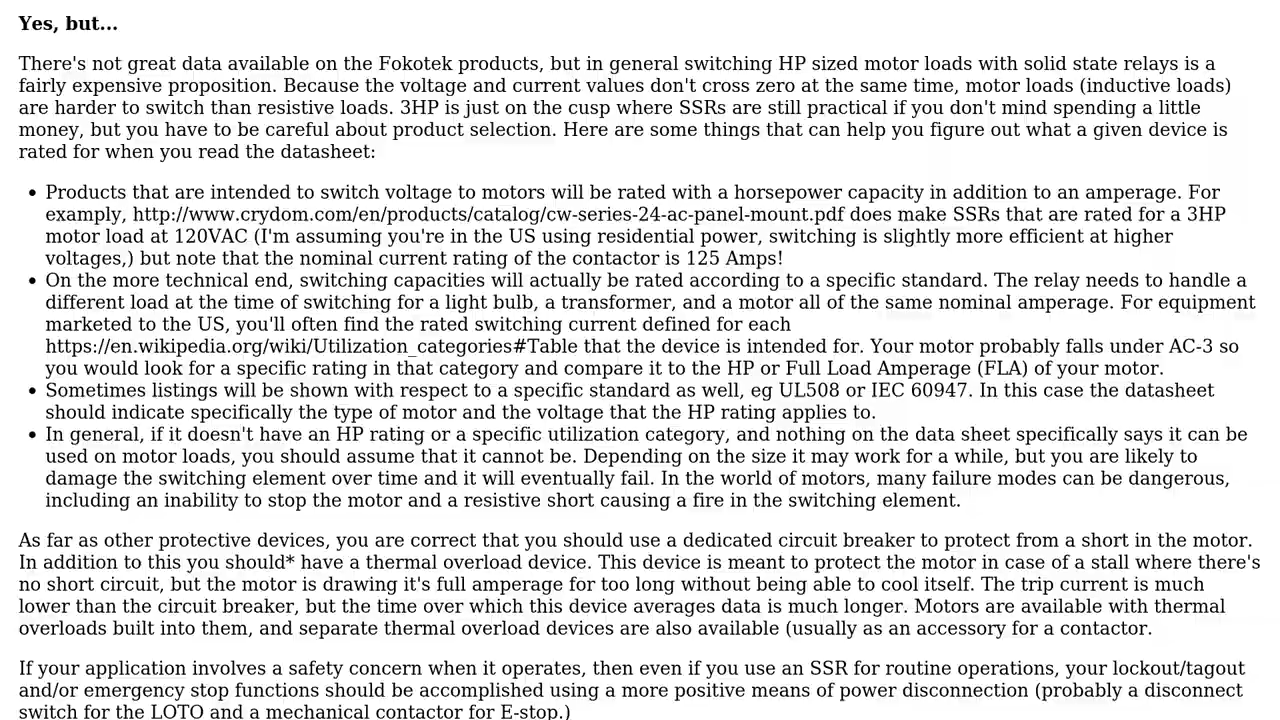 Yes, but...
There's not great data available on the Fokotek products, but in general switching HP sized motor loads with solid state relays is a
fairly expensive proposition. Because the voltage and current values don't cross zero at the same time, motor loads (inductive loads)
are harder to switch than resistive loads. 3HP is just on the cusp where SSRs are still practical if you don't mind spending a little
money, but you have to be careful about product selection. Here are some things that can help you figure out what a given device is
rated for when you read the datasheet:
• Products that are intended to switch voltage to motors will be rated with a horsepower capacity in addition to an amperage. For
examply, http://www.crydom.com/en/products/catalog/cw-series-24-ac-panel-mount.pdf does make SSRs that are rated for a 3HP
motor load at 120VAC (I'm assuming you're in the US using residential power, switching is slightly more efficient at higher
voltages,) but note that the nominal current rating of the contactor is 125 Amps!
• On the more technical end, switching capacities will actually be rated according to a specific standard. The relay needs to handle a
different load at the time of switching for a light bulb, a transformer, and a motor all of the same nominal amperage. For equipment
marketed to the US, you'll often find the rated switching current defined for each
https://en.wikipedia.org/wiki/Utilization_categories#Table that the device is intended for. Your motor probably falls under AC-3 so
you would look for a specific rating in that category and compare it to the HP or Full Load Amperage (FLA) of your motor.
• Sometimes listings will be shown with respect to a specific standard as well, eg UL508 or IEC 60947. In this case the datasheet
should indicate specifically the type of motor and the voltage that the HP rating applies to.
• In general, if it doesn't have an HP rating or a specific utilization category, and nothing on the data sheet specifically says it can be
used on motor loads, you should assume that it cannot be. Depending on the size it may work for a while, but you are likely to
damage the switching element over time and it will eventually fail. In the world of motors, many failure modes can be dangerous,
including an inability to stop the motor and a resistive short causing a fire in the switching element.
As far as other protective devices, you are correct that you should use a dedicated circuit breaker to protect from a short in the motor.
In addition to this you should* have a thermal overload device. This device is meant to protect the motor in case of a stall where there's
no short circuit, but the motor is drawing it's full amperage for too long without being able to cool itself. The trip current is much
lower than the circuit breaker, but the time over which this device averages data is much longer. Motors are available with thermal
overloads built into them, and separate thermal overload devices are also available (usually as an accessory for a contactor.
If your application involves a safety concern when it operates, then even if you use an SSR for routine operations, your lockout/tagout
and/or emergency stop functions should be accomplished using a more positive means of power disconnection (probably a disconnect
switch for the LOTO and a mechanical contactor for E-stop.)